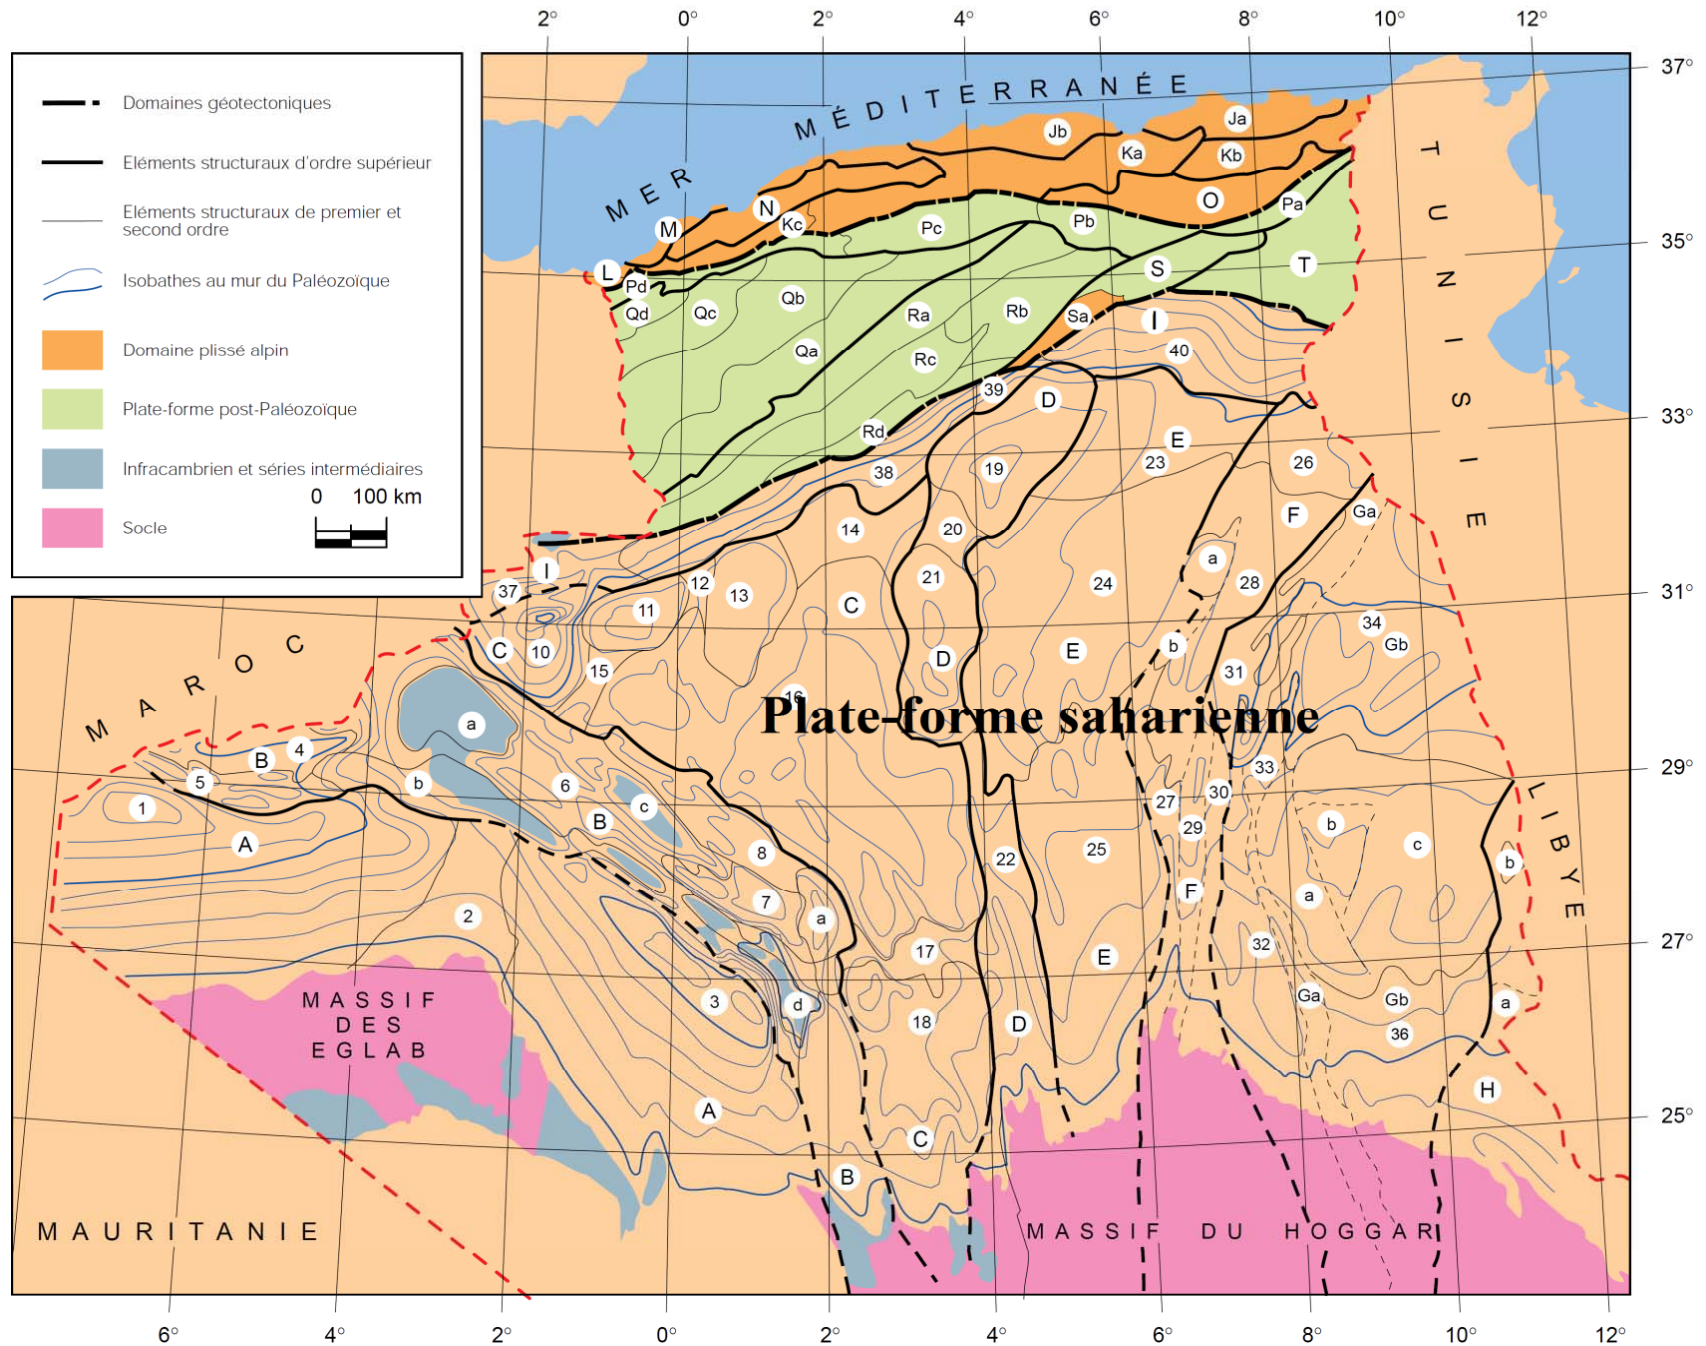 2° 0° 2° 4° 6° 8° 10° 12°
37°
35°
33°
31°
29°
27°
25°
Domaines géotectoniques
Eléments structuraux d'ordre supérieur
Eléments structuraux de premier et
second ordre
Isobathes au mur du Paléozoïque
Domaine plissé alpin
Plate-forme post-Paléozoïque
Infracambrien et séries intermédiaires
Socle
0 100 km
MER MÉDITERRANÉE
TUNISIE
Jb Ja
Ka Kb
N Kc M O Pa
Pc Pb
L Pd S T
Qd Qc Qb Ra Rb Sa I
Qa Rc 40
39 D
Rd E
38 19 23 26
14 20 F Ga
I a
37 12 13 21 24 28
11 C
C 10 15 D E b 34 Gb
31
16
Plate-forme saharienne
MAROC
a
B 4 33
5 b 6 c 27 30
1 B 29 b
A 8 22 25 c b
7 a F a
2 17 E 32
3 d 18 D Ga Gb a
36
MASSIF
DES
EGLAB
A C H
B
LIBYE
MAURITANIE
MASSIF DU HOGGAR
6° 4° 2° 0° 2° 4° 6° 8° 10° 12°